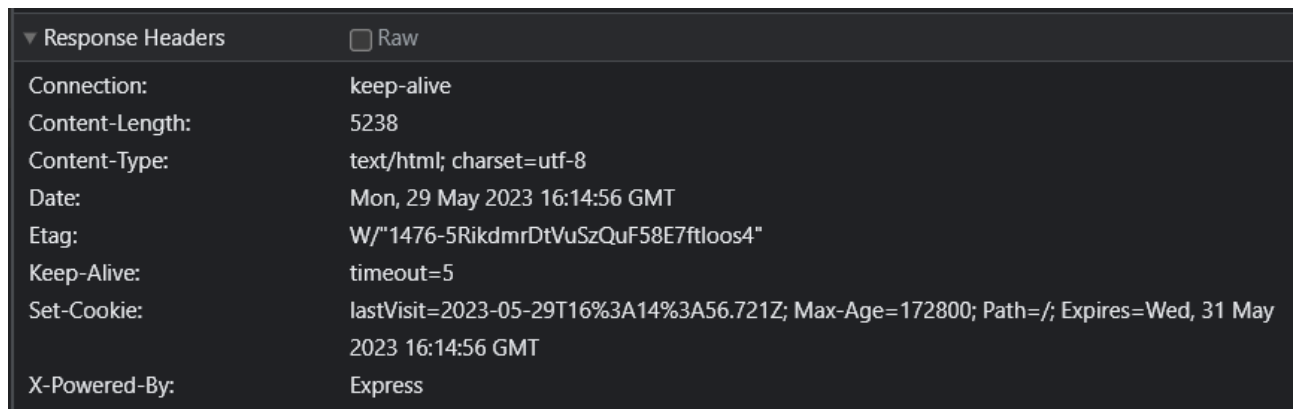 Response Headers Raw
Connection: keep-alive
Content-Length: 5238
Content-Type: text/html; charset=utf-8
Date: Mon, 29 May 2023 16:14:56 GMT
Etag: W/"1476-5RikdmrDtVuSzQuF58E7ftloos4"
Keep-Alive: timeout=5
Set-Cookie: lastVisit=2023-05-29T16%3A14%3A56.721Z; Max-Age=172800; Path=/; Expires=Wed, 31 May
2023 16:14:56 GMT
X-Powered-By: Express